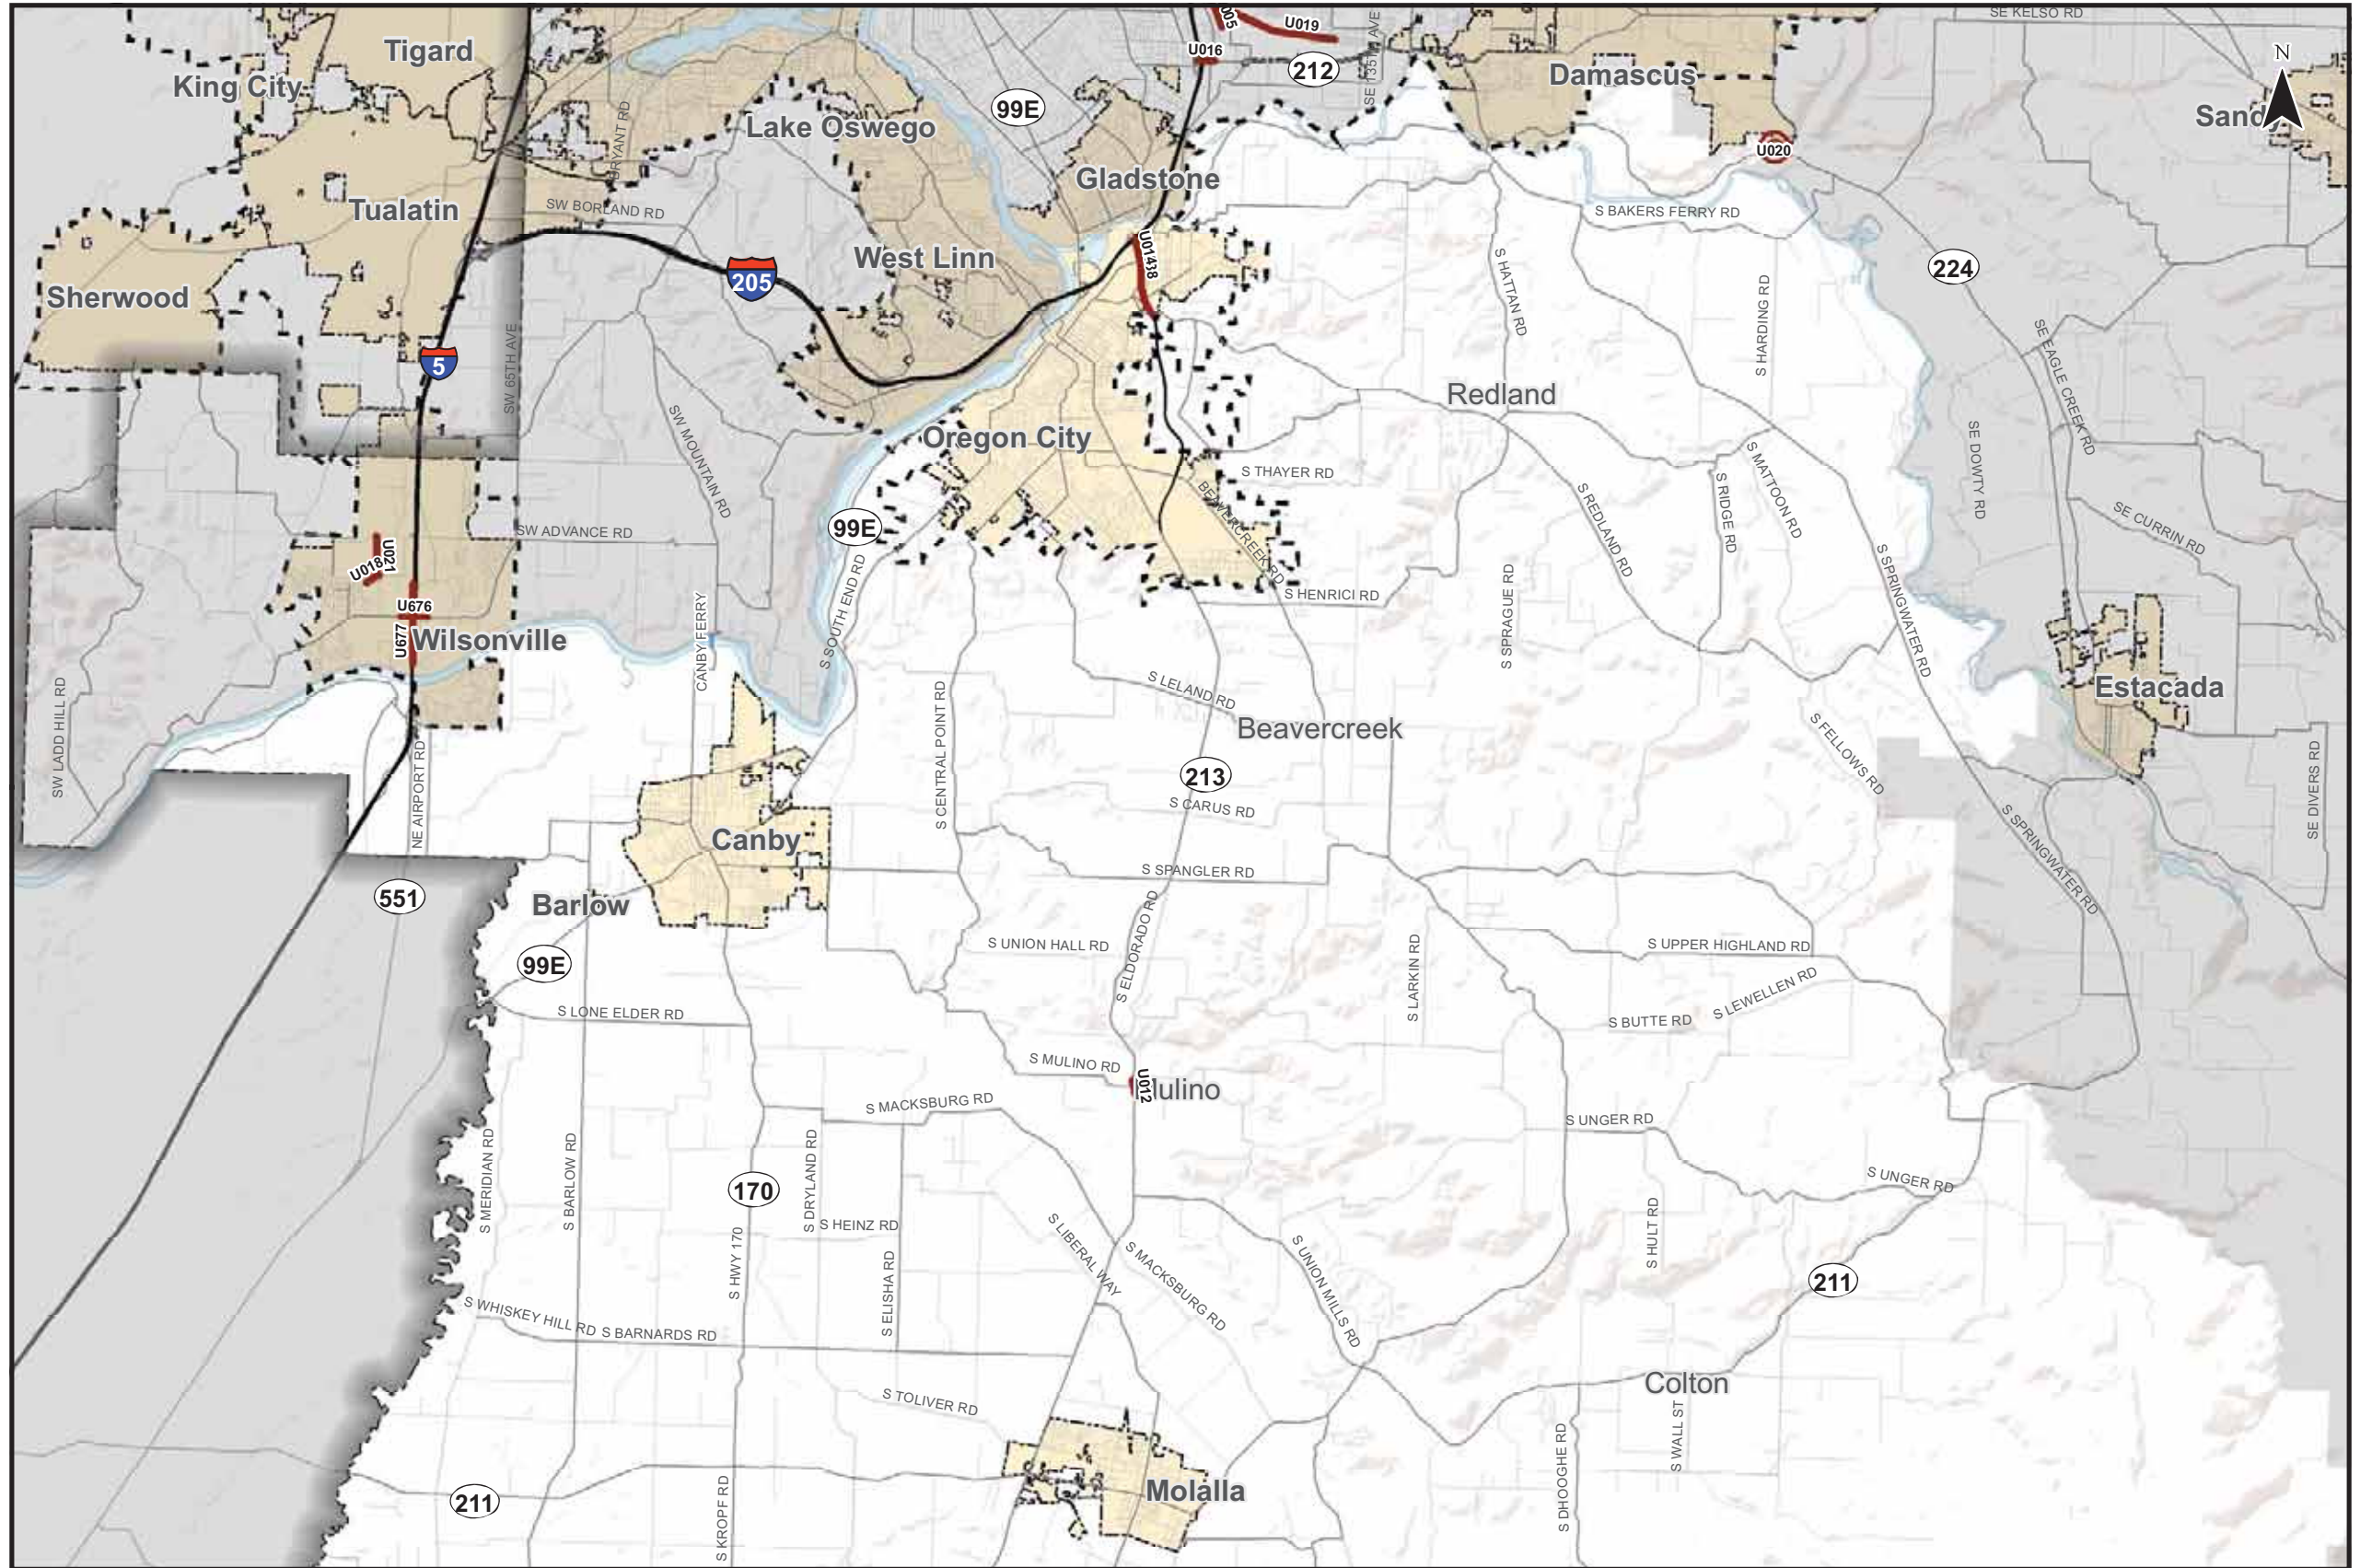 SE KELSO RD
U005
U019
U016
SE 135TH AVE
N
Tigard
King City
212
Damascus
99E
Sandy
Lake Oswego
BRYANT RD
U020
Gladstone
Tualatin
SW BORLAND RD
S BAKERS FERRY RD
U01438
West Linn
224
205
Sherwood
S HATTAN RD
S HARDING RD
5
SW 65TH AVE
SE EAGLE CREEK RD
Redland
Oregon City
SW MOUNTAIN RD
S THAYER RD
S MATTOON RD
SE DOWTY RD
BEAVERCREEK RD
S REDLAND RD
S RIDGE RD
SE CURRIN RD
99E
SW ADVANCE RD
U021
U018
S SPRINGWATER RD
S SOUTH END RD
S HENRICI RD
S SPRAGUE RD
U676
U677
Wilsonville
CANBY FERRY
S LELAND RD
Estacada
SW LADD HILL RD
S CENTRAL POINT RD
Beavercreek
S FELLOWS RD
NE AIRPORT RD
213
SE DIVERS RD
S CARUS RD
S SPRINGWATER RD
Canby
S SPANGLER RD
551
Barlow
S ELDORADO RD
S UNION HALL RD
S UPPER HIGHLAND RD
99E
S LARKIN RD
S LEWELLEN RD
S LONE ELDER RD
S BUTTE RD
S MULINO RD
U012
Mulino
S MACKSBURG RD
S UNGER RD
S MERIDIAN RD
S BARLOW RD
170
S DRYLAND RD
S UNGER RD
S HEINZ RD
S HWY 170
S ELISHA RD
S LIBERAL WAY
S MACKSBURG RD
S UNION MILLS RD
S HULT RD
211
S WHISKEY HILL RD
S BARNARDS RD
Colton
S TOLIVER RD
S WALL ST
S DHOOGHE RD
211
S KROPF RD
Molalla